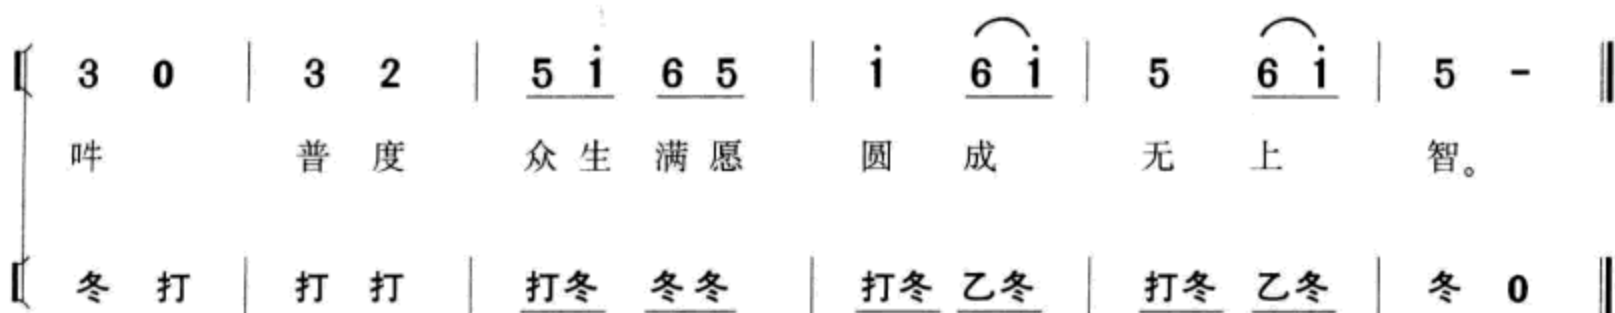 3 0 | 3 2 | 5 i 6 5 | i 6 i | 5 6 i | 5 - ‖
吽 普度 众生满愿 圆成 无上 智。
冬 打 | 打 打 | 打冬 冬冬 | 打冬 乙冬 | 打冬 乙冬 | 冬 0 ‖